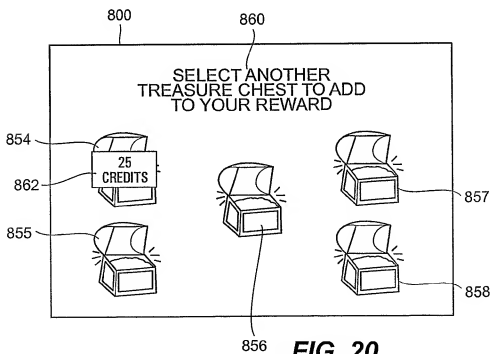 800
860
SELECT ANOTHER
TREASURE CHEST TO ADD
TO YOUR REWARD
854
25
CREDITS
862
857
855
858
856
FIG. 20